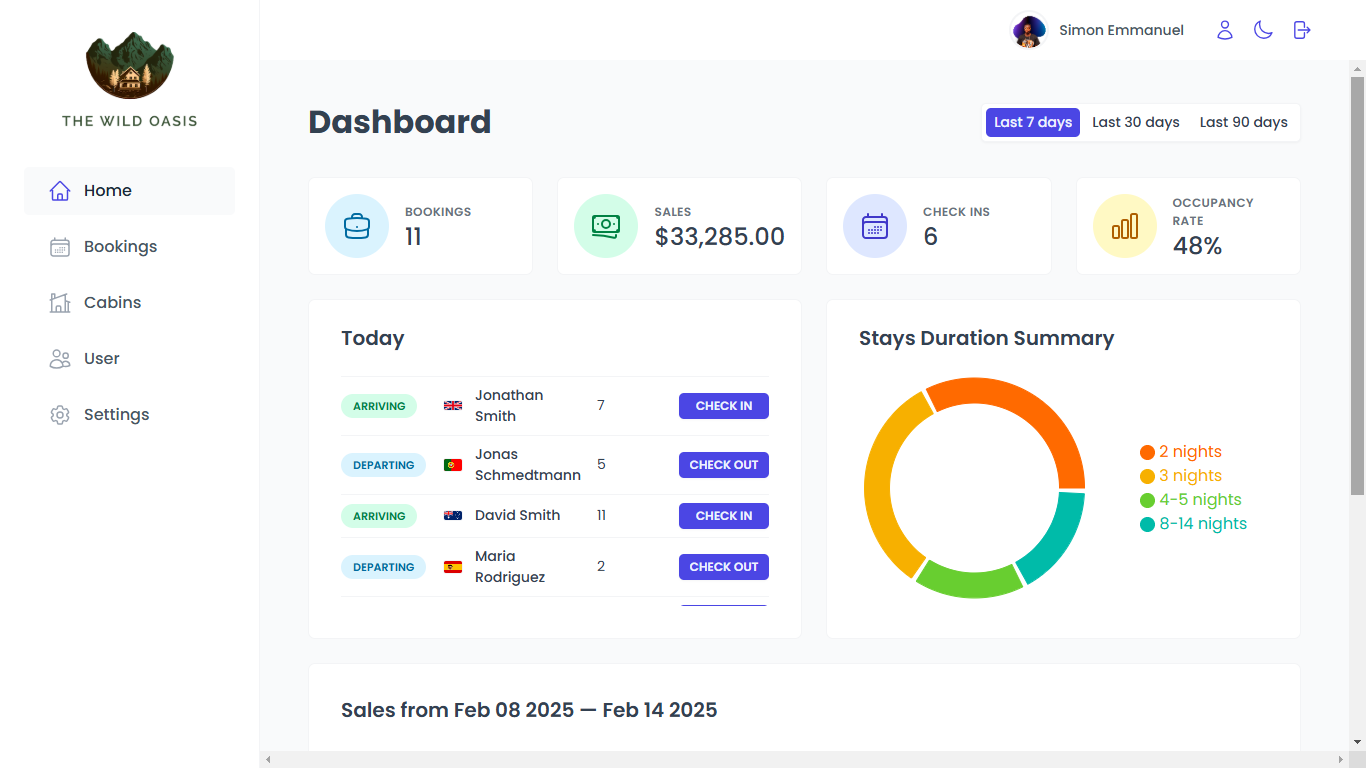 Simon Emmanuel
THE WILD OASIS
Home
Bookings
Cabins
User
Settings
Dashboard
Last 7 days Last 30 days Last 90 days
BOOKINGS
11
SALES
$33,285.00
CHECK INS
6
OCCUPANCY
RATE
48%
Today
ARRIVING Jonathan Smith 7 CHECK IN
DEPARTING Jonas Schmedtmann 5 CHECK OUT
ARRIVING David Smith 11 CHECK IN
DEPARTING Maria Rodriguez 2 CHECK OUT
Stays Duration Summary
2 nights
3 nights
4-5 nights
8-14 nights
Sales from Feb 08 2025 — Feb 14 2025